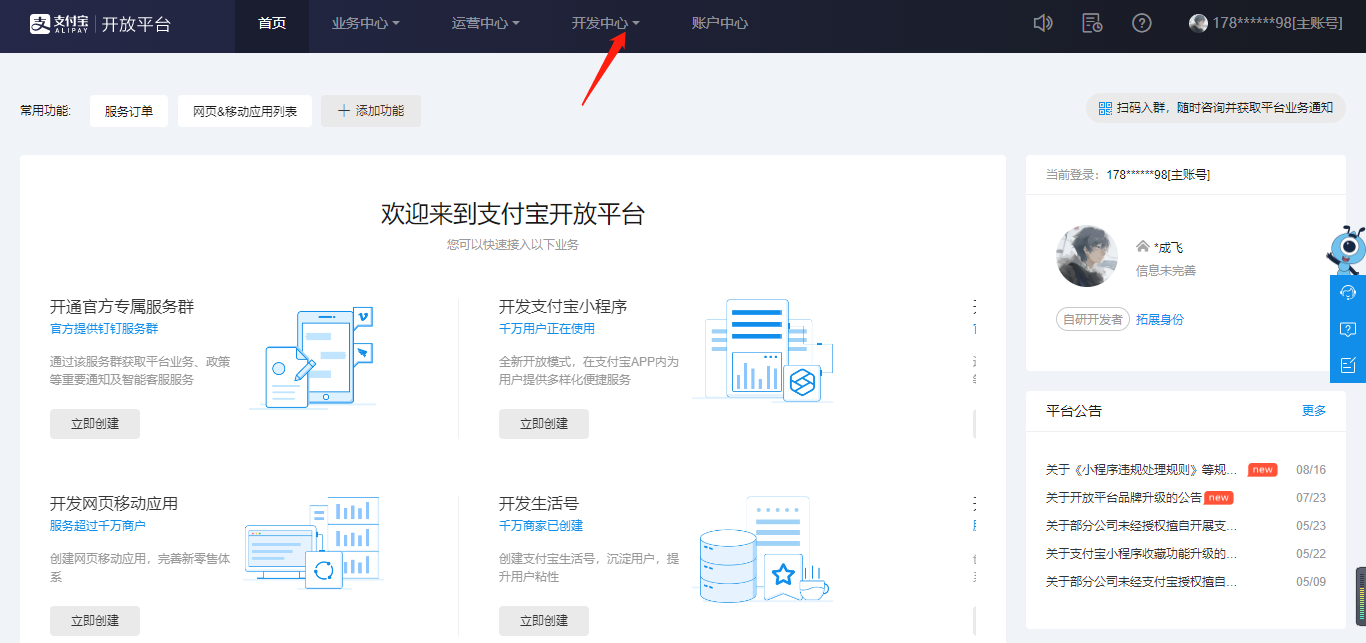 支付宝 ALIPAY 开放平台 首页 业务中心 运营中心 开发中心 账户中心 178******98[主账号]
常用功能: 服务订单 网页&移动应用列表 添加功能 扫码入群，随时咨询并获取平台业务通知
欢迎来到支付宝开放平台
您可以快速接入以下业务
开通官方专属服务群
官方提供钉钉服务群
通过该服务群获取平台业务、政策
等重要通知及智能客服服务
立即创建
开发支付宝小程序
千万用户正在使用
全新开放模式，在支付宝APP内为
用户提供多样化便捷服务
立即创建
开发网页移动应用
服务超过千万商户
创建网页移动应用，完善新零售体
系
立即创建
开发生活号
千万商家已创建
创建支付宝生活号，沉淀用户，提
升用户粘性
立即创建
当前登录: 178******98[主账号]
*成飞
信息未完善
自研开发者 拓展身份
平台公告 更多
关于《小程序违规处理规则》等规... new 08/16
关于开放平台品牌升级的公告 new 07/23
关于部分公司未经授权擅自开展支... 05/23
关于支付宝小程序收藏功能升级的... 05/22
关于部分公司未经支付宝授权擅自... 05/09